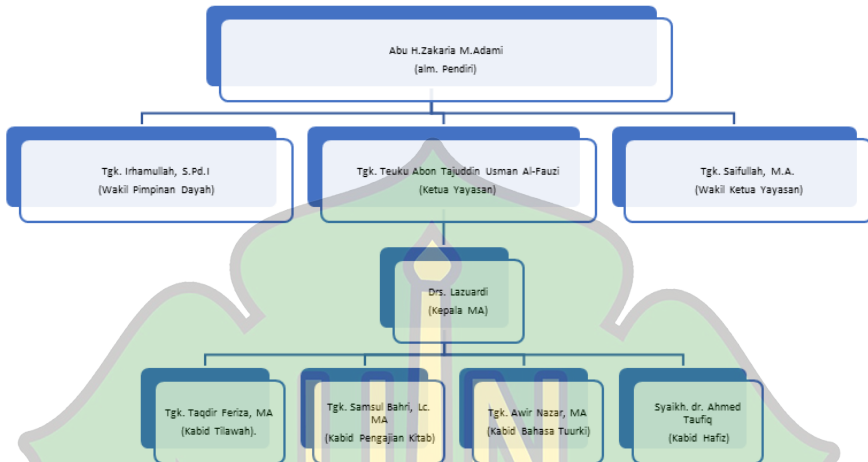 Abu H.Zakaria M.Adami
(alm. Pendiri)
Tgk. Irhamullah, S.Pd.I
(Wakil Pimpinan Dayah)
Tgk. Teuku Abon Tajuddin Usman Al-Fauzi
(Ketua Yayasan)
Tgk. Saifullah, M.A.
(Wakil Ketua Yayasan)
Drs. Lazuardi
(Kepala MA)
Tgk. Taqdir Feriza, MA
(Kabid Tilawah).
Tgk. Samsul Bahri, Lc.
MA
(Kabid Pengajian Kitab)
Tgk. Awir Nazar, MA
(Kabid Bahasa Tuurki)
Syaikh. dr. Ahmed
Taufiq
(Kabid Hafiz)
UIN